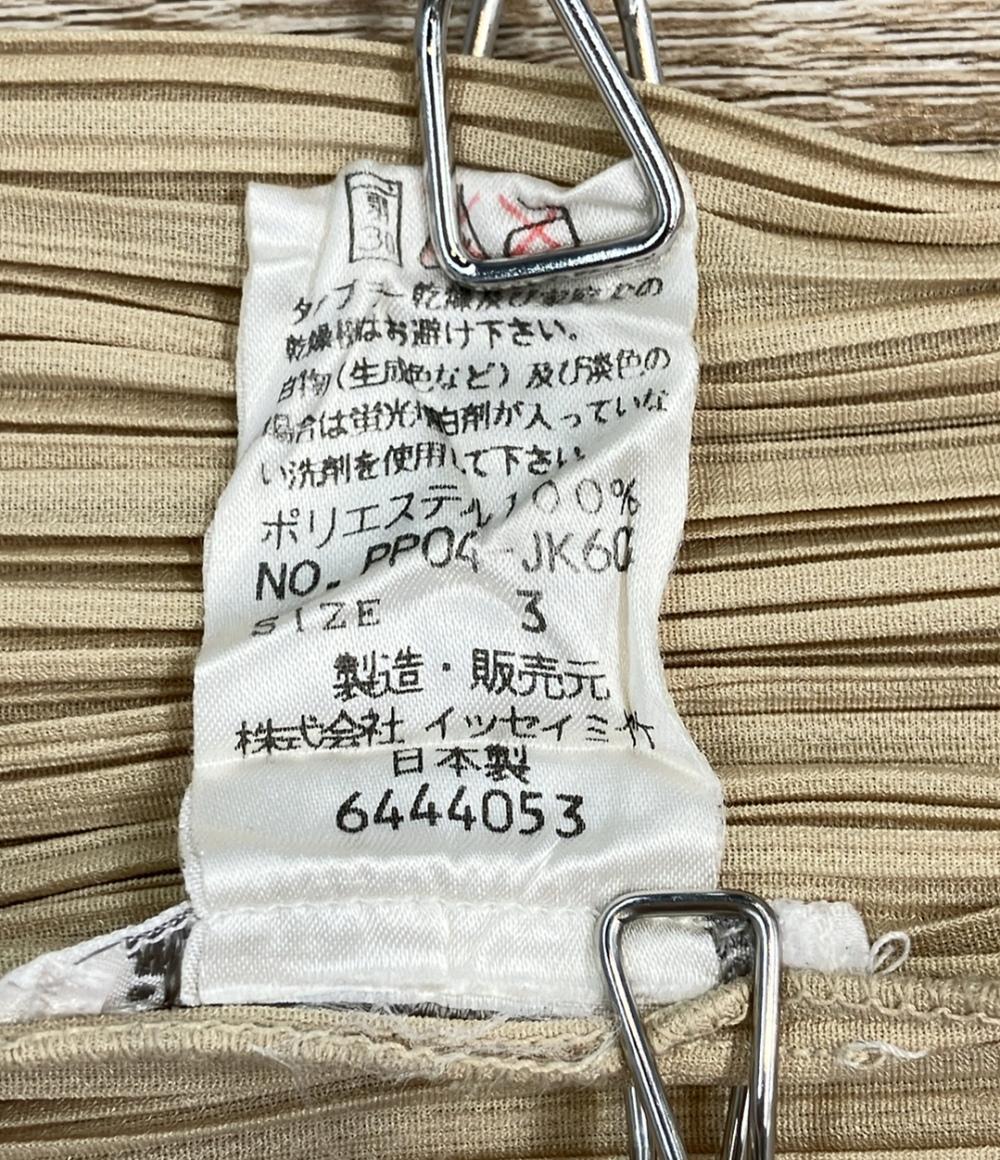 弱
30
タンブラー乾燥及びお店での
乾燥機はお避け下さい。
白物(生成色など)及び淡色の
場合は蛍光増白剤が入っていな
い洗剤を使用して下さい。
ポリエステル100%
NO. PP04-JK60
SIZE 3
製造・販売元
株式会社 イッセイミヤケ
日本製
6444053